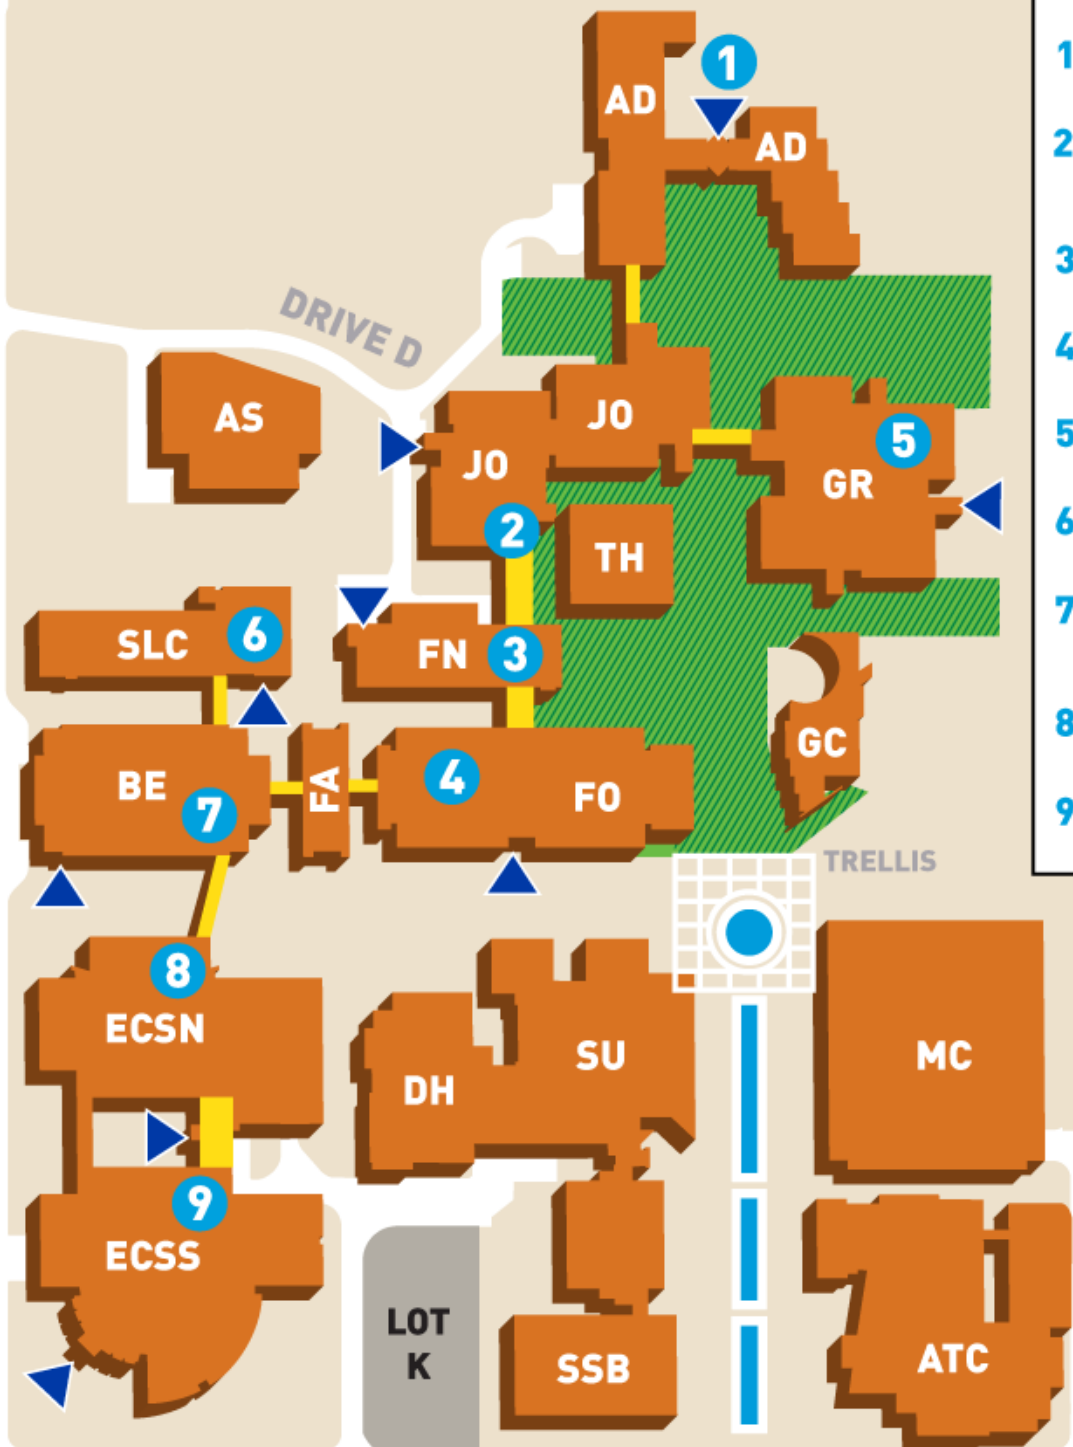 1
AD
1
AD
2
3
DRIVE D
4
AS
JO
JO
5
5
GR
2
TH
6
SLC
6
FN
3
7
BE
7
FA
4
FO
GC
8
9
TRELLIS
8
ECSN
DH
SU
MC
9
ECSS
LOT
K
SSB
ATC